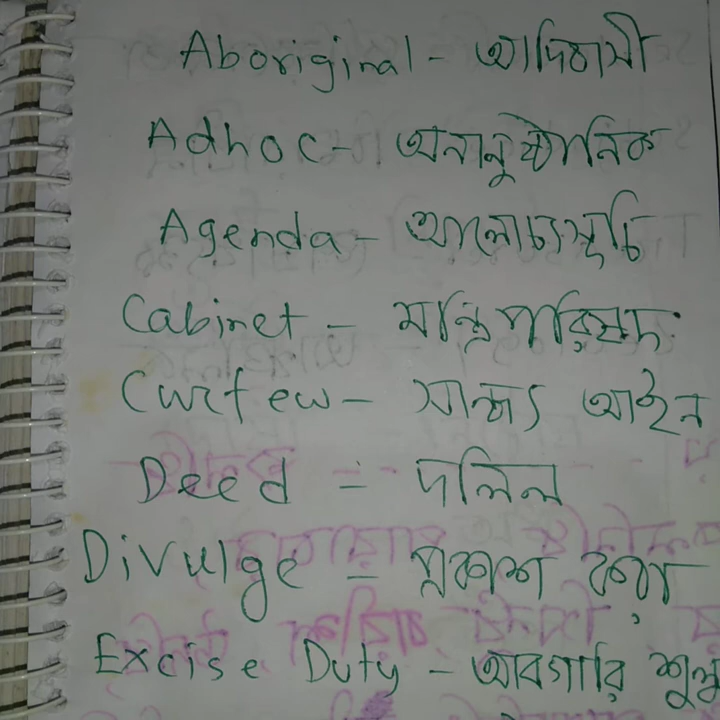 Aboriginal - আদিবাসী
Adhoc - অনানুষ্ঠানিক
Agenda - আলোচ্যসূচি
Cabinet - মন্ত্রিপরিষদ
Curfew - সান্ধ্য আইন
Deed = দলিল
Divulge = প্রকাশ করা
Excise Duty - আবগারি শুল্ক